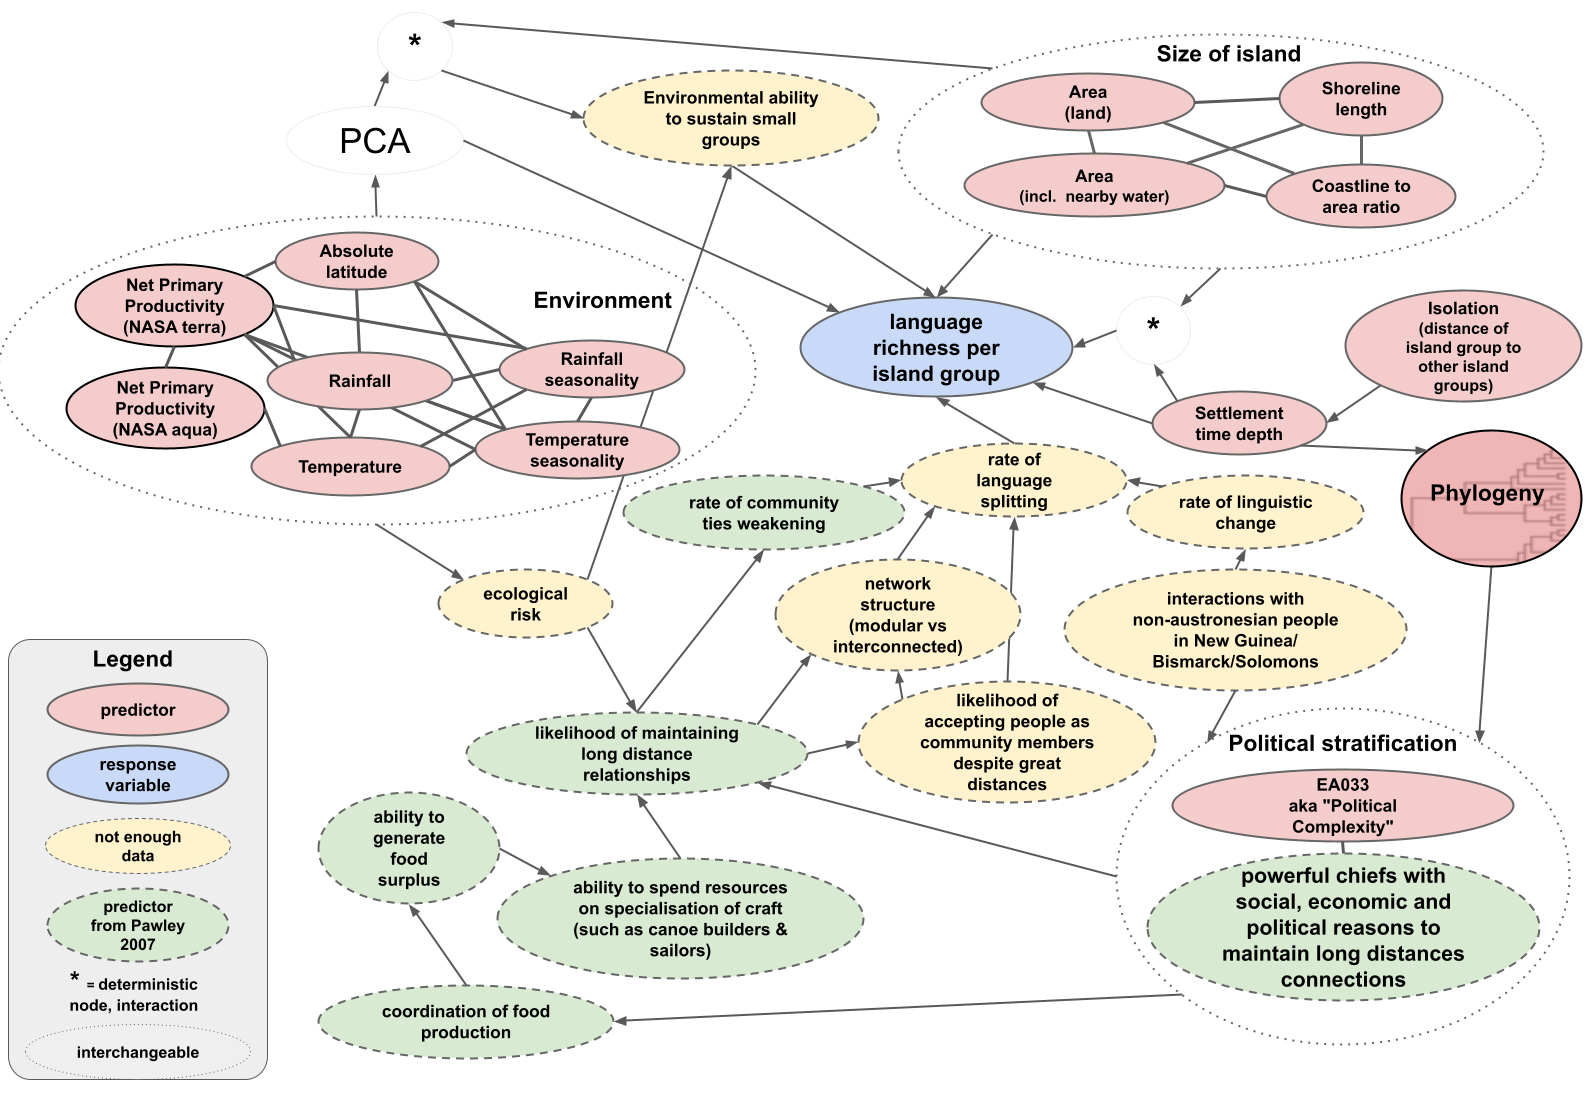 *
PCA
Environmental ability
to sustain small
groups
Size of island
Area
(land)
Shoreline
length
Area
(incl. nearby water)
Coastline to
area ratio
Absolute
latitude
Net Primary
Productivity
(NASA terra)
Environment
Rainfall
Rainfall
seasonality
Net Primary
Productivity
(NASA aqua)
Temperature
Temperature
seasonality
language
richness per
island group
*
Isolation
(distance of
island group to
other island
groups)
Settlement
time depth
Phylogeny
rate of
language
splitting
rate of community
ties weakening
rate of linguistic
change
ecological
risk
network
structure
(modular vs
interconnected)
interactions with
non-austronesian people
in New Guinea/
Bismarck/Solomons
likelihood of maintaining
long distance
relationships
likelihood of
accepting people as
community members
despite great
distances
Political stratification
EA033
aka "Political
Complexity"
powerful chiefs with
social, economic and
political reasons to
maintain long distances
connections
ability to
generate
food
surplus
ability to spend resources
on specialisation of craft
(such as canoe builders &
sailors)
coordination of food
production
Legend
predictor
response
variable
not enough
data
predictor
from Pawley
2007
* = deterministic
node, interaction
interchangeable